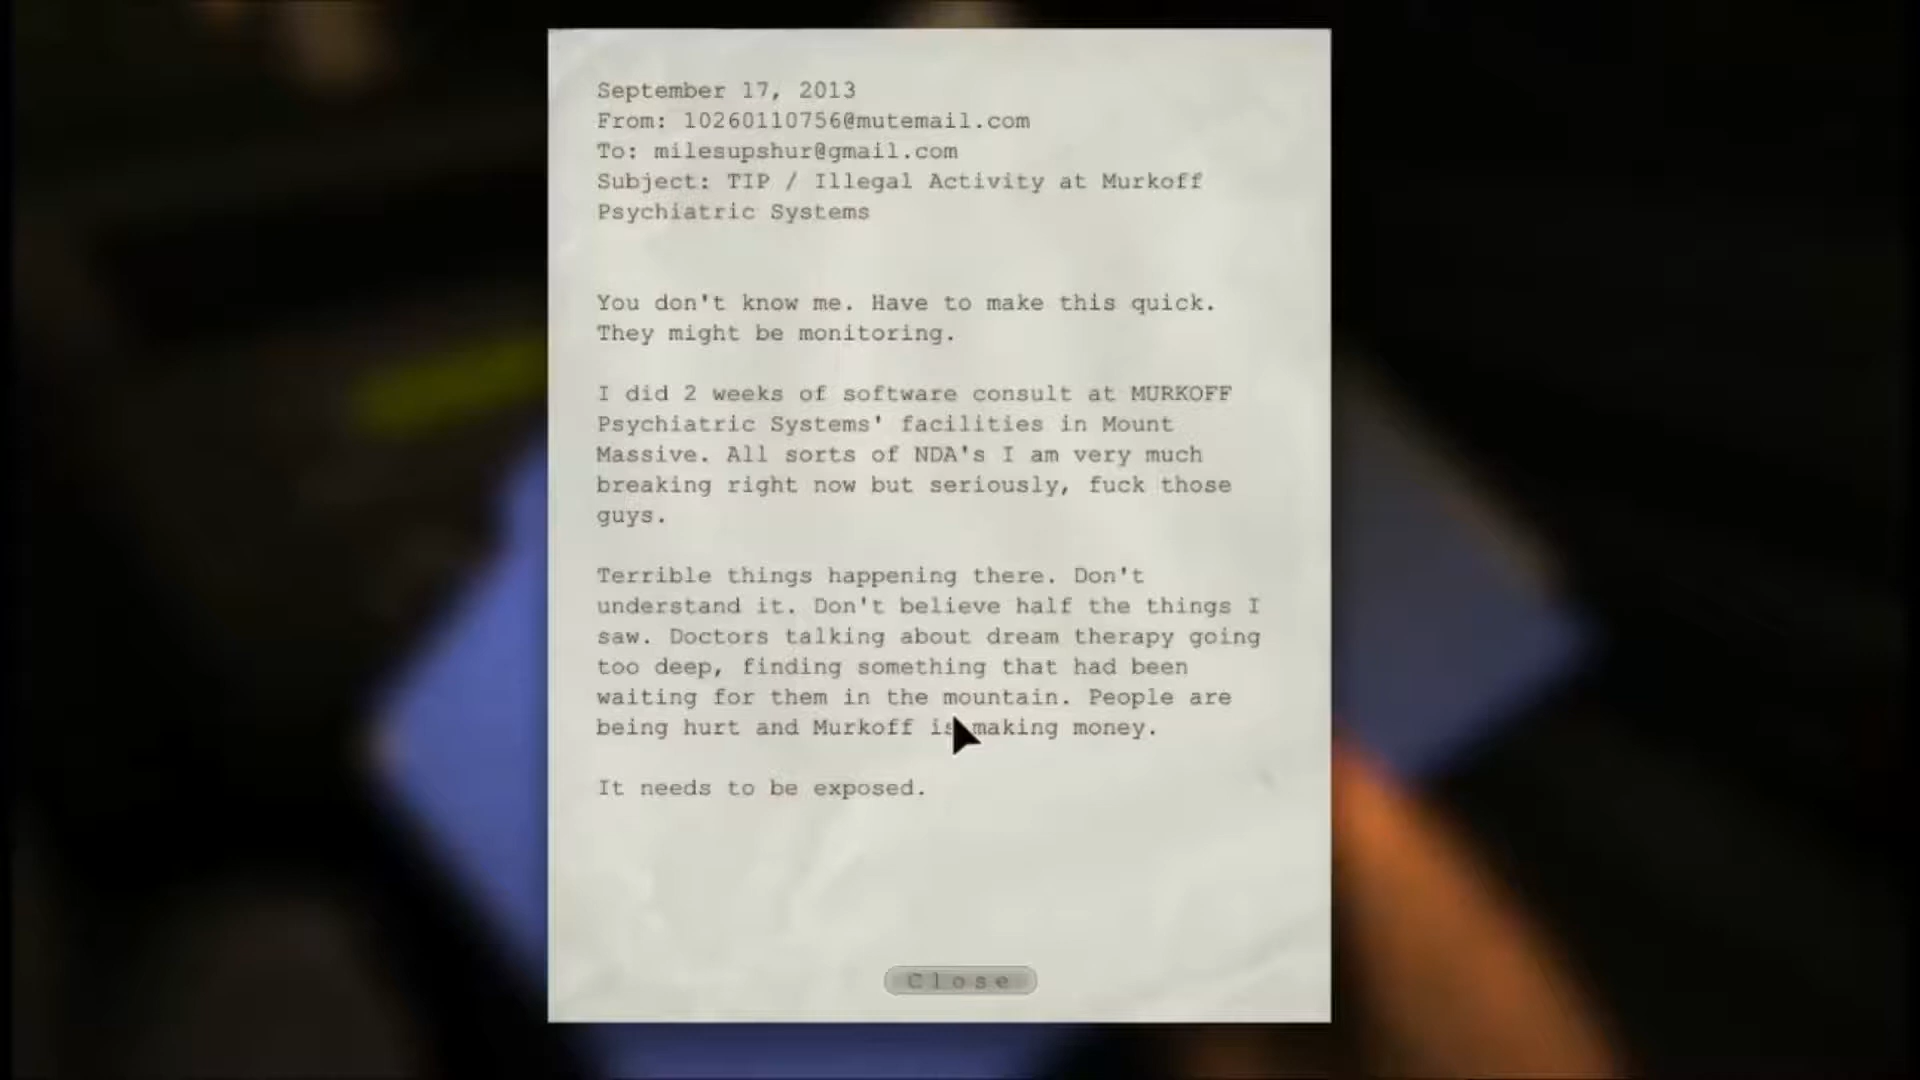 September 17, 2013
From: 10260110756@mutemail.com
To: milesupshur@gmail.com
Subject: TIP / Illegal Activity at Murkoff
Psychiatric Systems
You don't know me. Have to make this quick.
They might be monitoring.
I did 2 weeks of software consult at MURKOFF
Psychiatric Systems' facilities in Mount
Massive. All sorts of NDA's I am very much
breaking right now but seriously, fuck those
guys.
Terrible things happening there. Don't
understand it. Don't believe half the things I
saw. Doctors talking about dream therapy going
too deep, finding something that had been
waiting for them in the mountain. People are
being hurt and Murkoff is making money.
It needs to be exposed.
Close